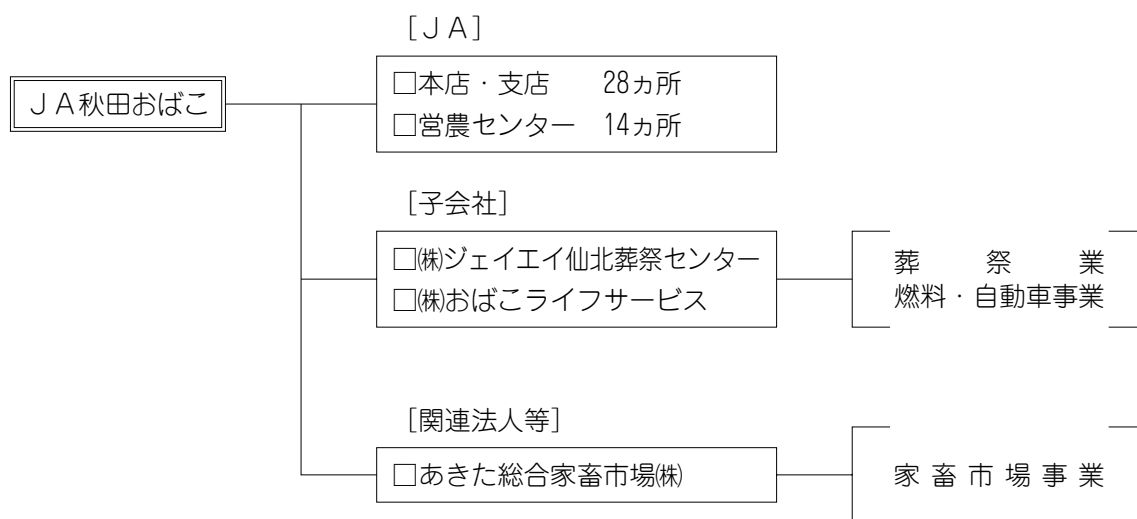 ［ＪＡ］
ＪＡ秋田おばこ
□本店・支店　28ヵ所
□営農センター　14ヵ所
［子会社］
□㈱ジェイエイ仙北葬祭センター
□㈱おばこライフサービス
葬祭業
燃料・自動車事業
［関連法人等］
□あきた総合家畜市場㈱
家畜市場事業